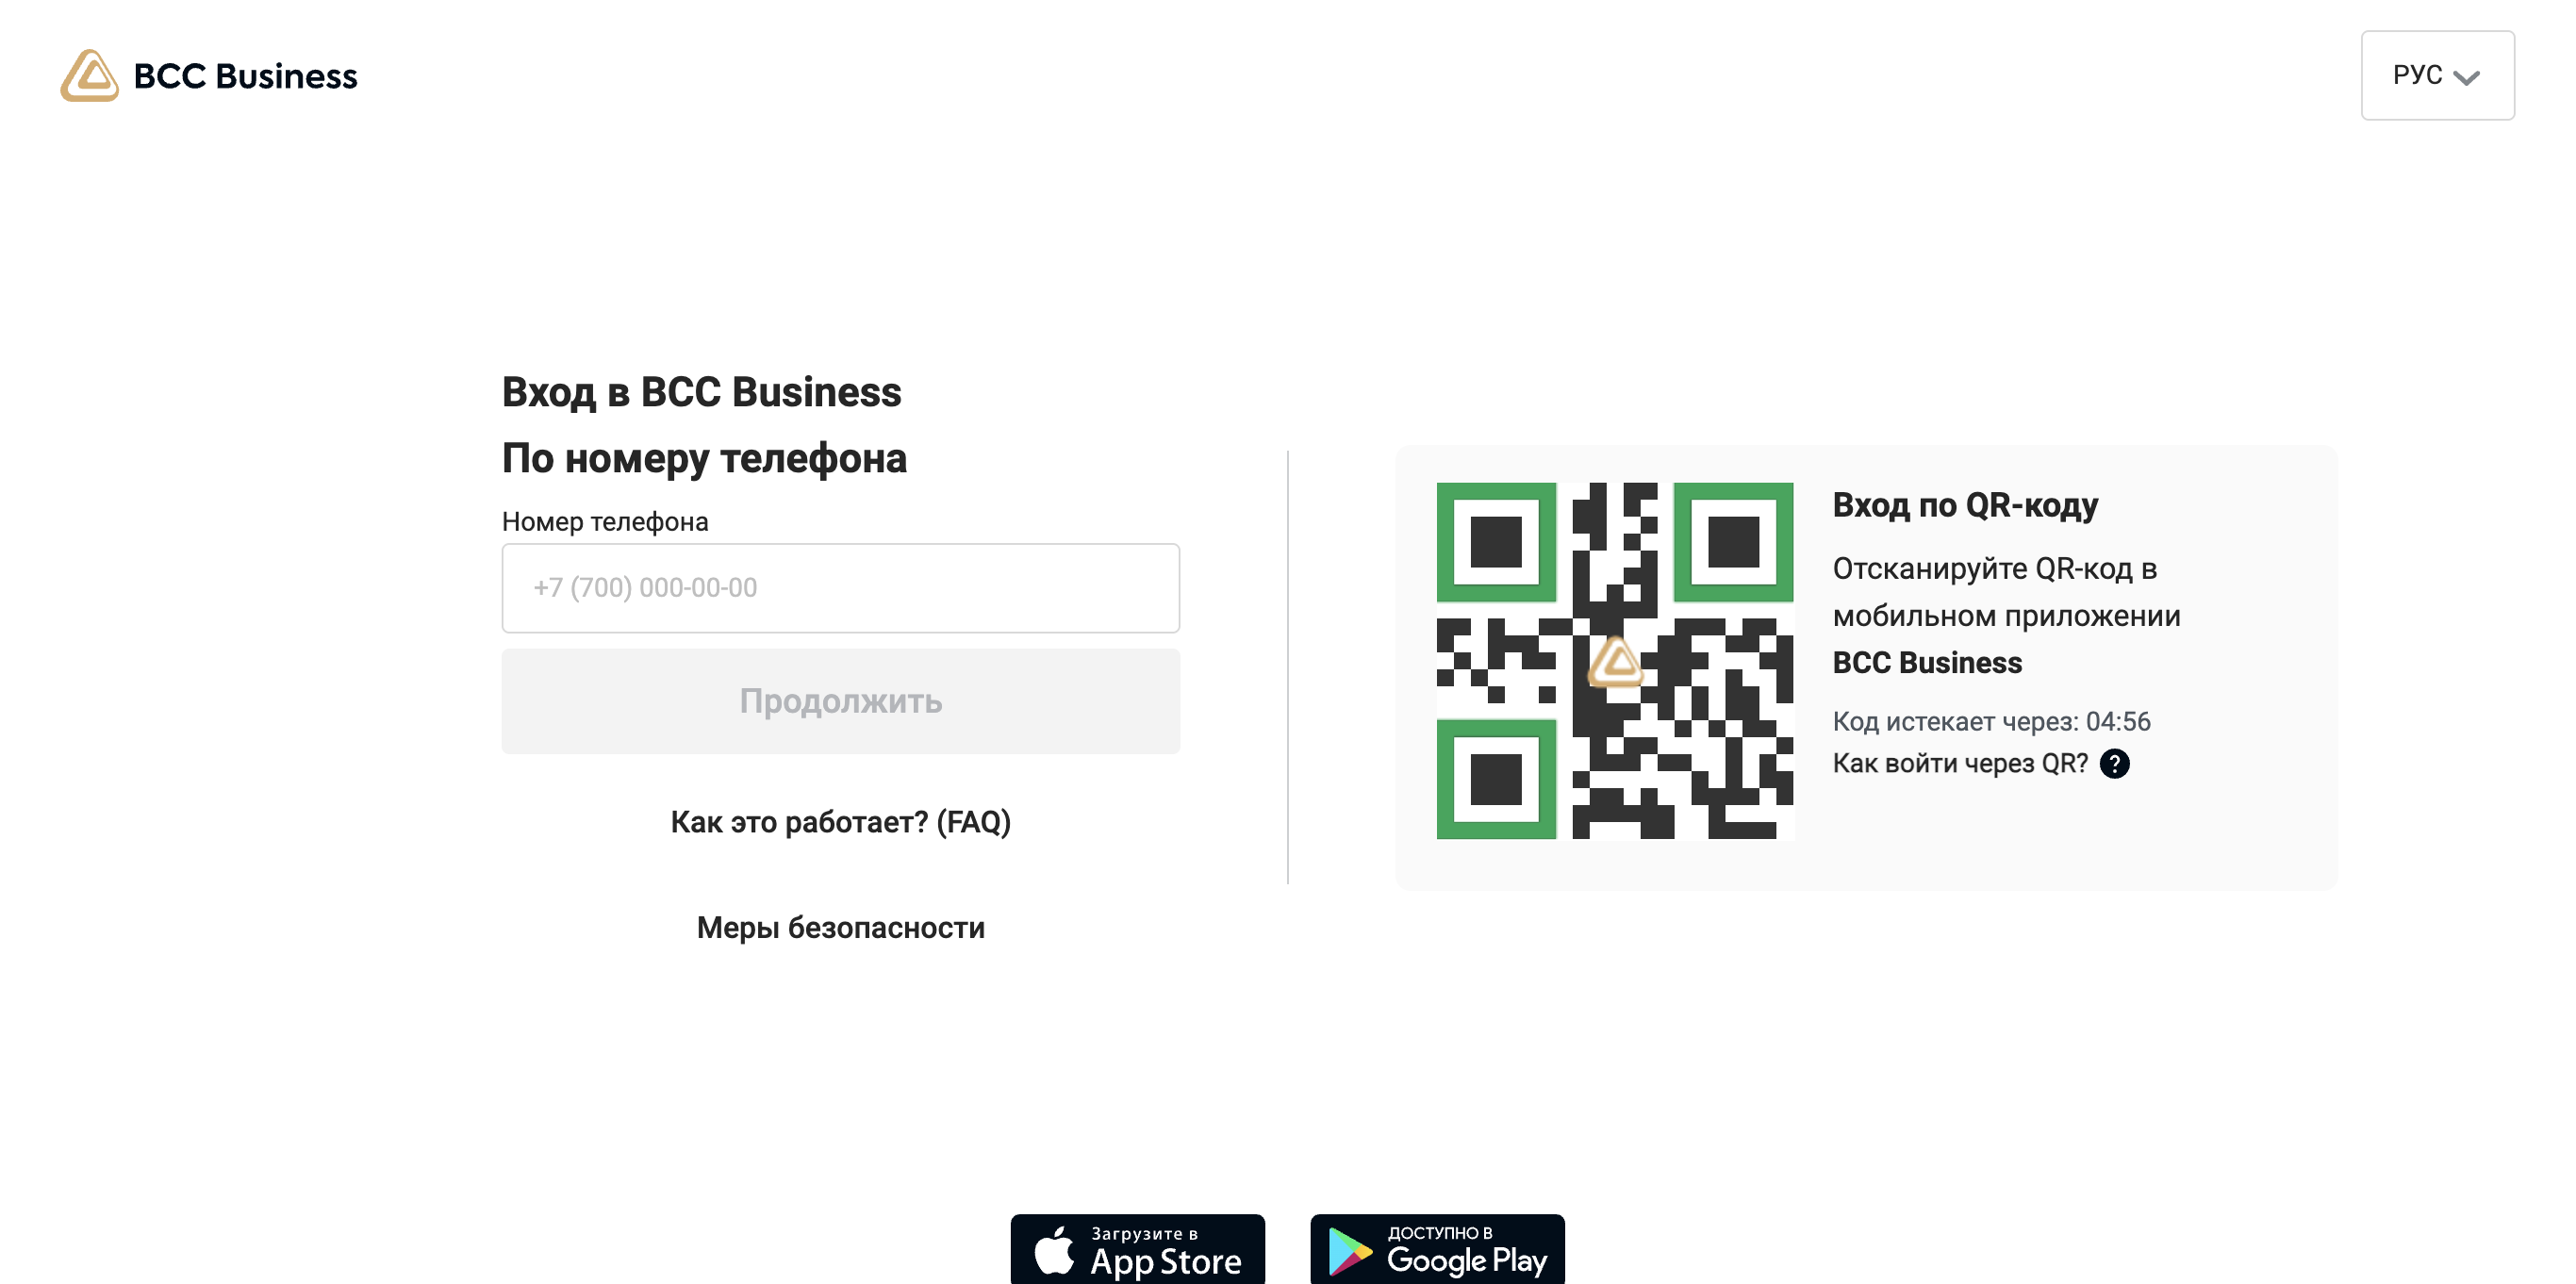 BCC Business
РУС
Вход в BCC Business
По номеру телефона
Номер телефона
+7 (700) 000-00-00
Продолжить
Как это работает? (FAQ)
Меры безопасности
Вход по QR-коду
Отсканируйте QR-код в
мобильном приложении
BCC Business
Код истекает через: 04:56
Как войти через QR? ?
Загрузите в
App Store
ДОСТУПНО В
Google Play